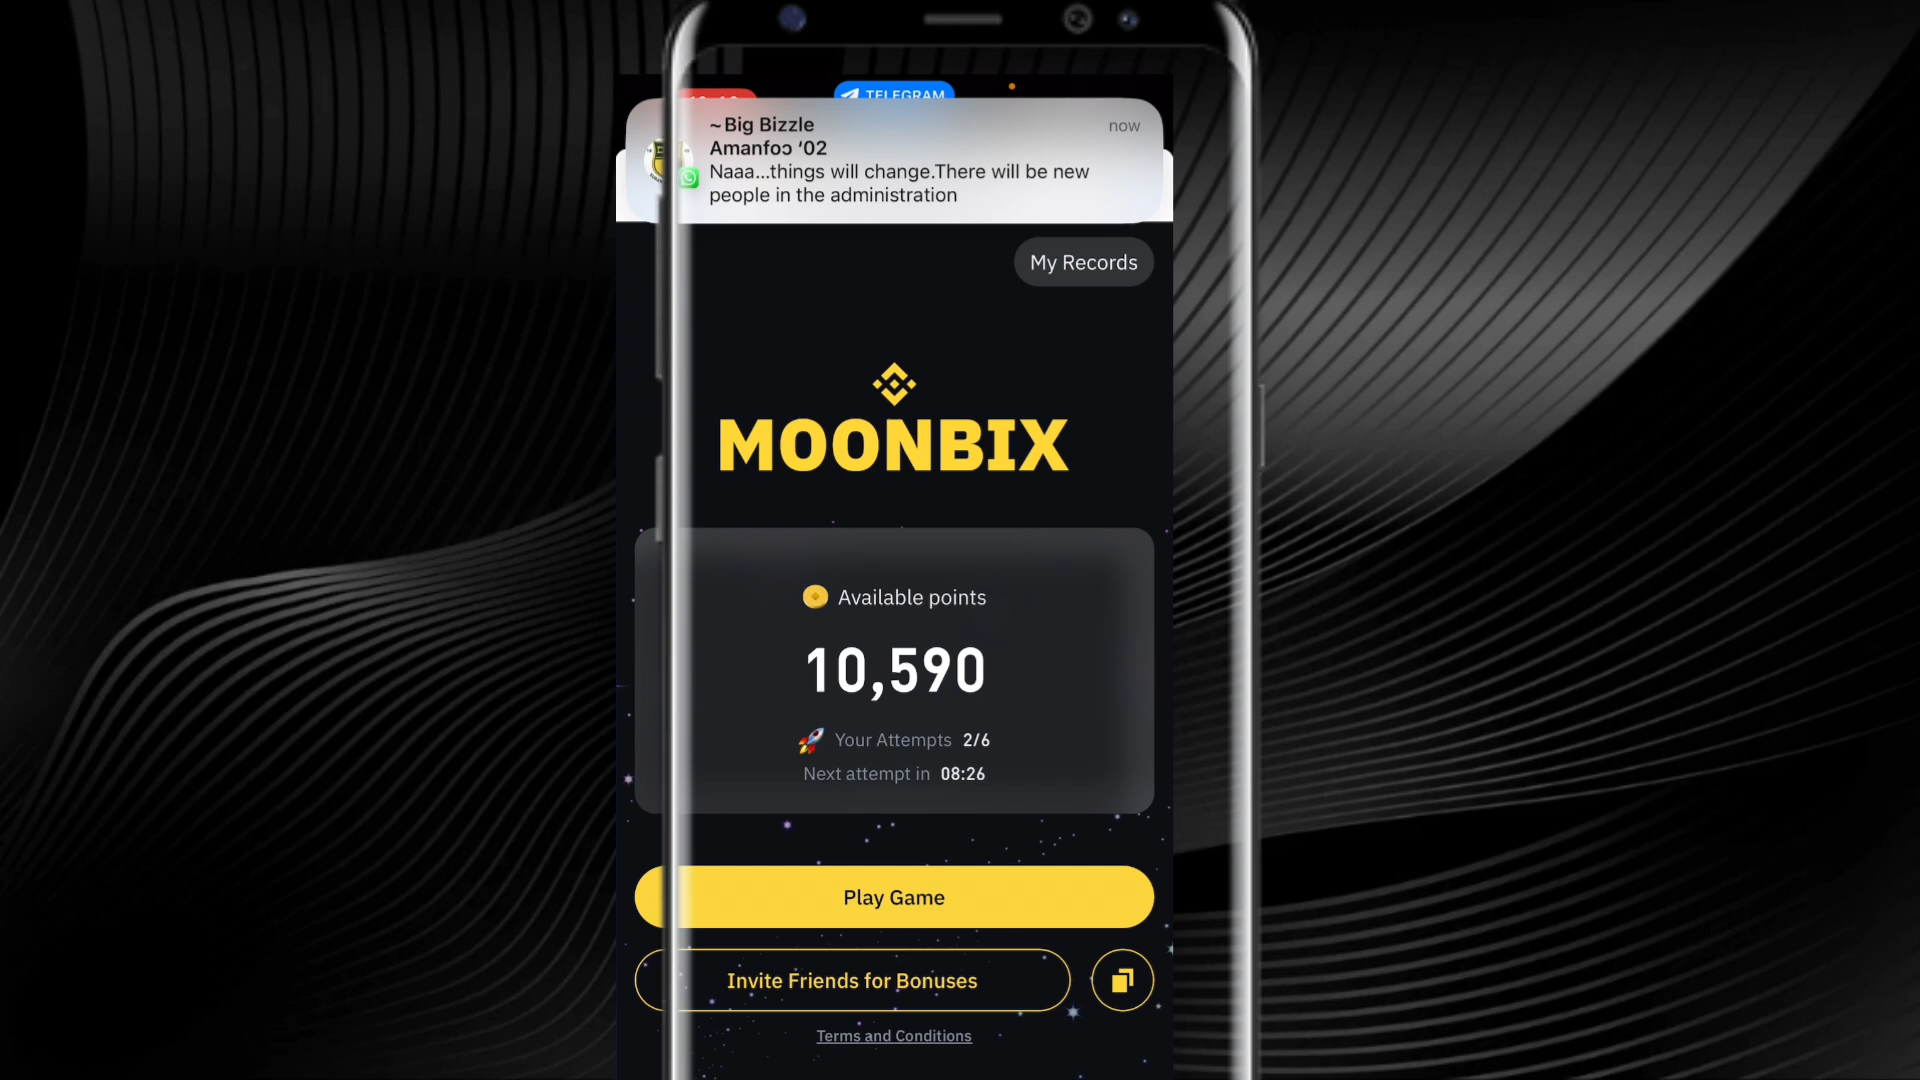 TELEGRAM
~Big Bizzle
now
Amanfoɔ ‘02
Naaa...things will change.There will be new
people in the administration
My Records
MOONBIX
Available points
10,590
Your Attempts 2/6
Next attempt in 08:26
Play Game
Invite Friends for Bonuses
Terms and Conditions